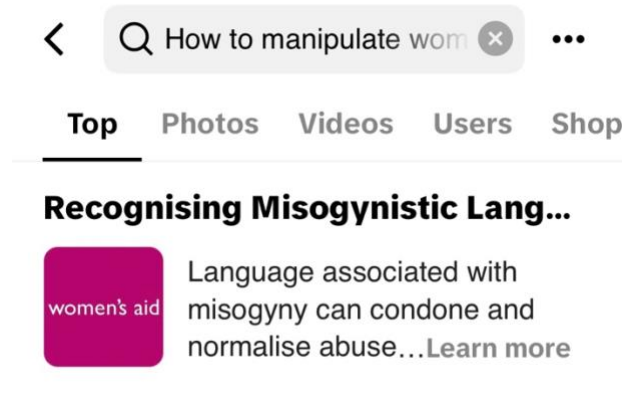 How to manipulate wom
Top Photos Videos Users Shop
Recognising Misogynistic Lang...
women's aid
Language associated with
misogyny can condone and
normalise abuse...Learn more